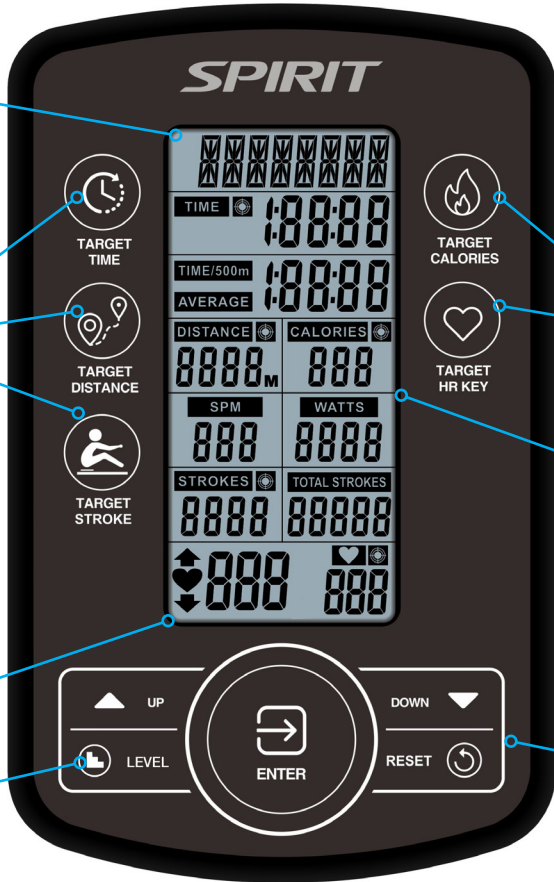 SPIRIT
TARGET
TIME
TARGET
DISTANCE
TARGET
STROKE
TIME
1:88:88
TIME/500m
AVERAGE
1:88:88
DISTANCE
8888M
CALORIES
888
SPM
888
WATTS
8888
STROKES
8888
TOTAL STROKES
88888
888
888
TARGET
CALORIES
TARGET
HR KEY
UP
LEVEL
ENTER
DOWN
RESET